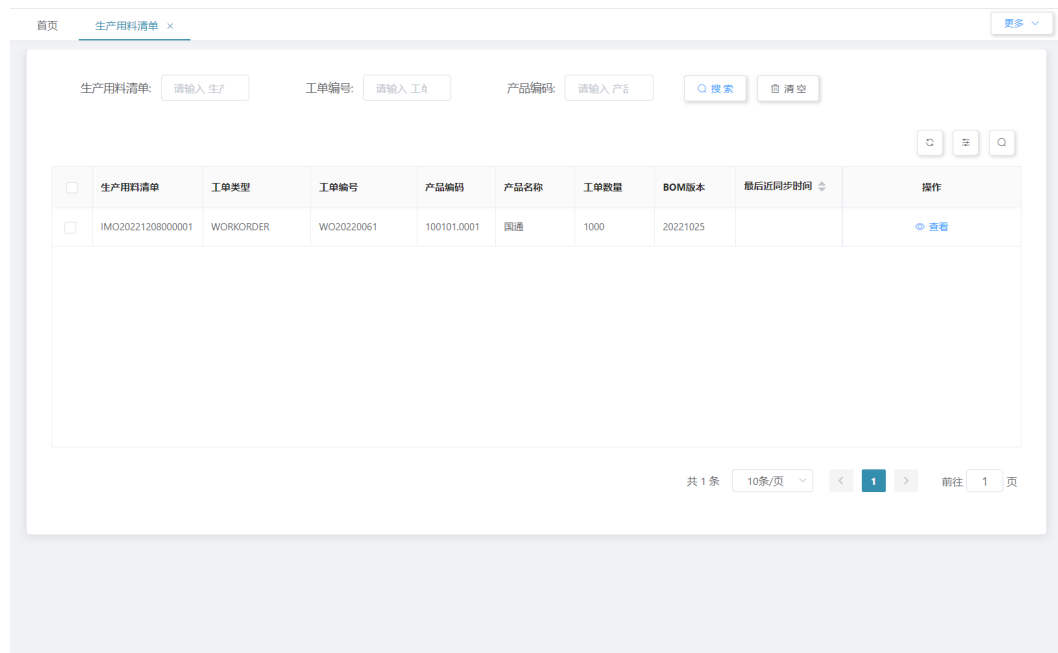 首页 生产用料清单 × 更多
生产用料清单: 请输入 生产 工单编号: 请输入 工单 产品编码: 请输入 产品 搜索 清空
生产用料清单 工单类型 工单编号 产品编码 产品名称 工单数量 BOM版本 最后近同步时间 操作
IMO20221208000001 WORKORDER WO20220061 100101.0001 国通 1000 20221025 查看
共 1 条 10条/页 < 1 > 前往 1 页